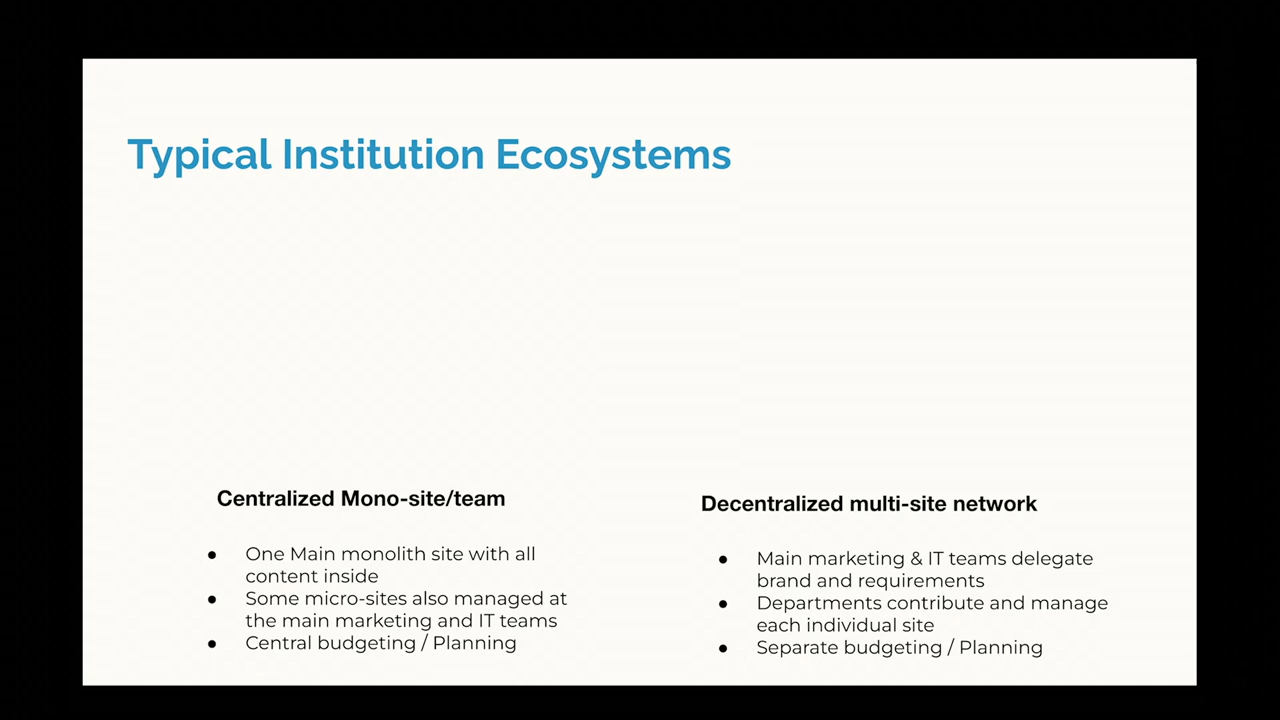 Typical Institution Ecosystems
Centralized Mono-site/team
● One Main monolith site with all
content inside
● Some micro-sites also managed at
the main marketing and IT teams
● Central budgeting / Planning
Decentralized multi-site network
● Main marketing & IT teams delegate
brand and requirements
● Departments contribute and manage
each individual site
● Separate budgeting / Planning